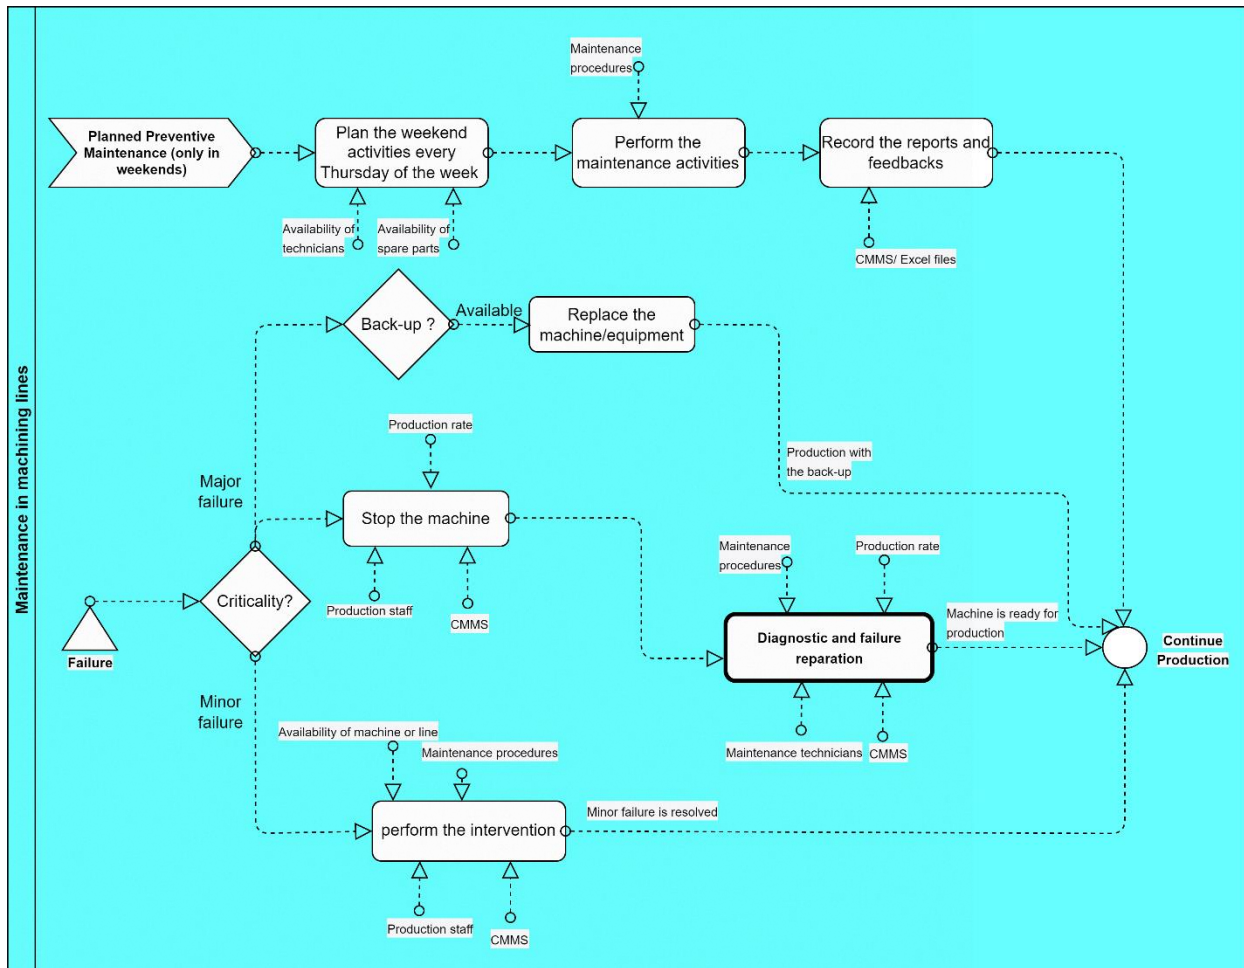 Maintenance in machining lines
Maintenance
procedures
Planned Preventive
Maintenance (only in
weekends)
Plan the weekend
activities every
Thursday of the week
Perform the
maintenance activities
Record the reports and
feedbacks
Availability of
technicians
Availability of
spare parts
CMMS/ Excel files
Back-up ?
Available
Replace the
machine/equipment
Production rate
Production with
the back-up
Major
failure
Stop the machine
Maintenance
procedures
Production rate
Criticality?
Production staff
CMMS
Failure
Diagnostic and failure
reparation
Machine is ready for
production
Continue
Production
Minor
failure
Availability of machine or line
Maintenance procedures
Maintenance technicians
CMMS
perform the intervention
Minor failure is resolved
Production staff
CMMS